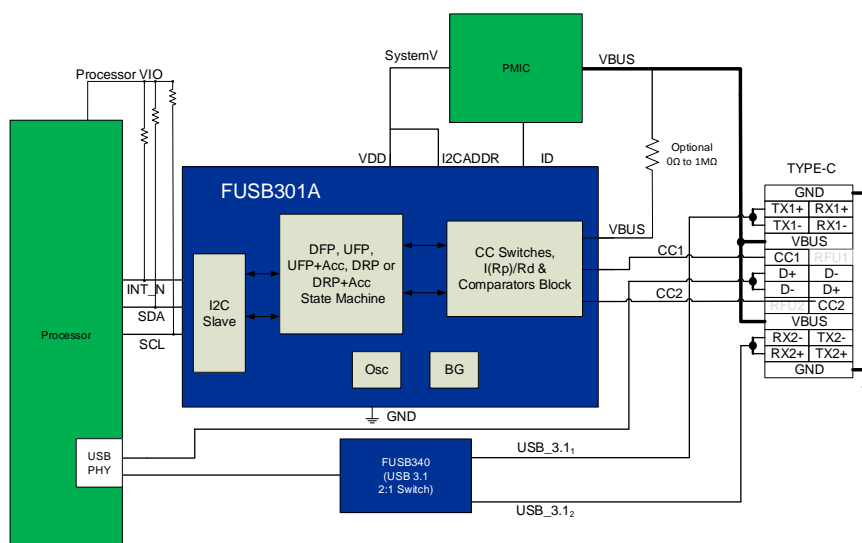 SystemV
PMIC
VBUS
Processor VIO
Optional
0Ω to 1MΩ
VDD
I2CADDR
ID
TYPE-C
FUSB301A
GND
TX1+ RX1+
TX1- RX1-
VBUS
CC1 RFU1
D+ D-
D- D+
RFU2 CC2
VBUS
RX2- TX2-
RX2+ TX2+
GND
VBUS
CC1
CC2
DFP, UFP,
UFP+Acc, DRP or
DRP+Acc
State Machine
CC Switches,
I(Rp)/Rd &
Comparators Block
I2C
Slave
INT_N
SDA
SCL
Processor
Osc
BG
GND
USB
PHY
FUSB340
(USB 3.1
2:1 Switch)
USB_3.1₁
USB_3.1₂